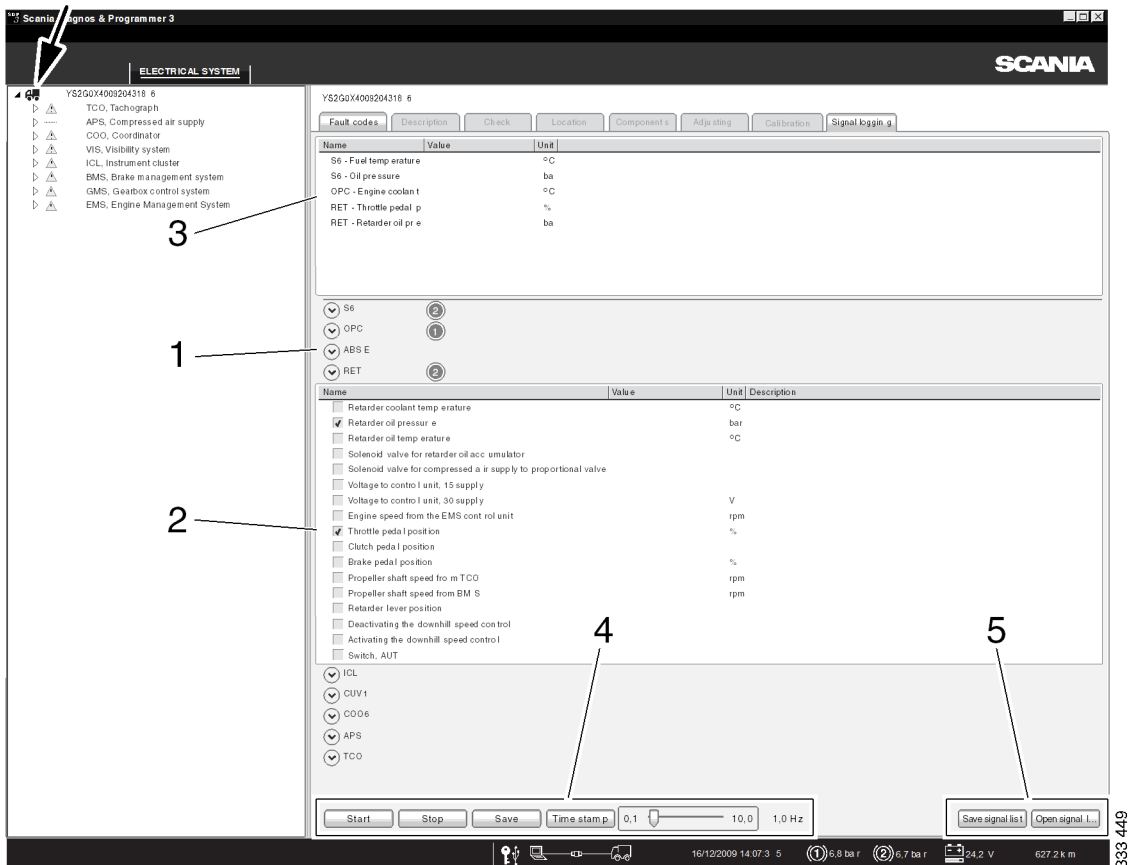 Scania Diagnos & Programmer 3
SCANIA
ELECTRICAL SYSTEM
YS2G0X4009204318 6
TCO, Tachograph
APS, Compressed air supply
COO, Coordinator
VIS, Visibility system
ICL, Instrument cluster
BMS, Brake management system
GMS, Gearbox control system
EMS, Engine Management System
YS2G0X4009204318 6
Fault codes Description Check Location Components Adjusting Calibration Signal logging
Name Value Unit
S6 - Fuel temperature °C
S6 - Oil pressure ba
OPC - Engine coolant °C
RET - Throttle pedal p %
RET - Retarder oil pre ba
3
S6 2
OPC 1
ABS E
1
RET 2
Name Value Unit Description
Retarder coolant temperature °C
Retarder oil pressure bar
Retarder oil temperature °C
Solenoid valve for retarder oil accumulator
Solenoid valve for compressed air supply to proportional valve
Voltage to control unit, 15 supply
Voltage to control unit, 30 supply V
Engine speed from the EMS control unit rpm
2
Throttle pedal position %
Clutch pedal position
Brake pedal position %
Propeller shaft speed from TCO rpm
Propeller shaft speed from BMS rpm
Retarder lever position
Deactivating the downhill speed control
Activating the downhill speed control
Switch, AUT
4
5
ICL
CUV1
COO6
APS
TCO
Start Stop Save Time stamp 0,1 10,0 1,0 Hz
Save signal list Open signal l...
16/12/2009 14:07:3 5 (1) 6,8 bar (2) 6,7 bar 24,2 V 627.2 km
333 449